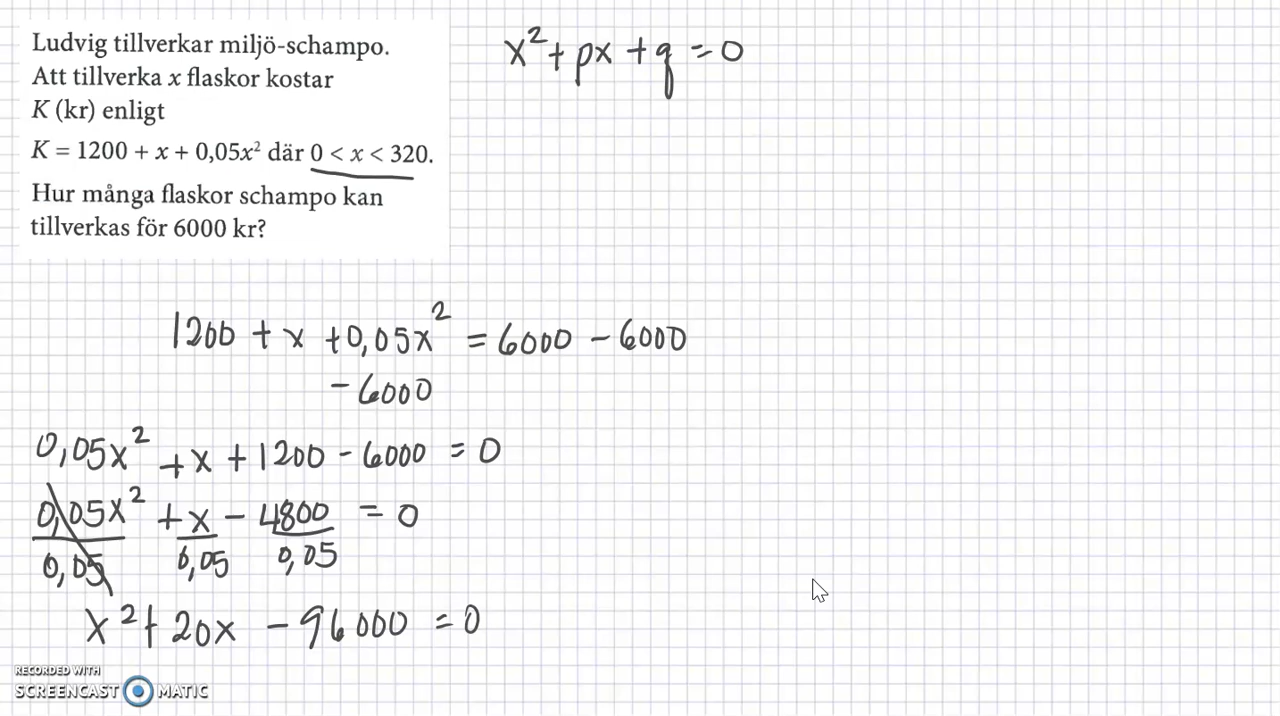 Ludvig tillverkar miljö-schampo.
Att tillverka x flaskor kostar
K (kr) enligt
K = 1200 + x + 0,05x² där 0 < x < 320.
Hur många flaskor schampo kan
tillverkas för 6000 kr?
x² + px + q = 0
1200 + x + 0,05x² = 6000 - 6000
- 6000
0,05x² + x + 1200 - 6000 = 0
0,05x² + x - 4800 = 0
0,05 0,05 0,05
x² + 20x - 96000 = 0
RECORDED WITH
SCREENCAST MATIC